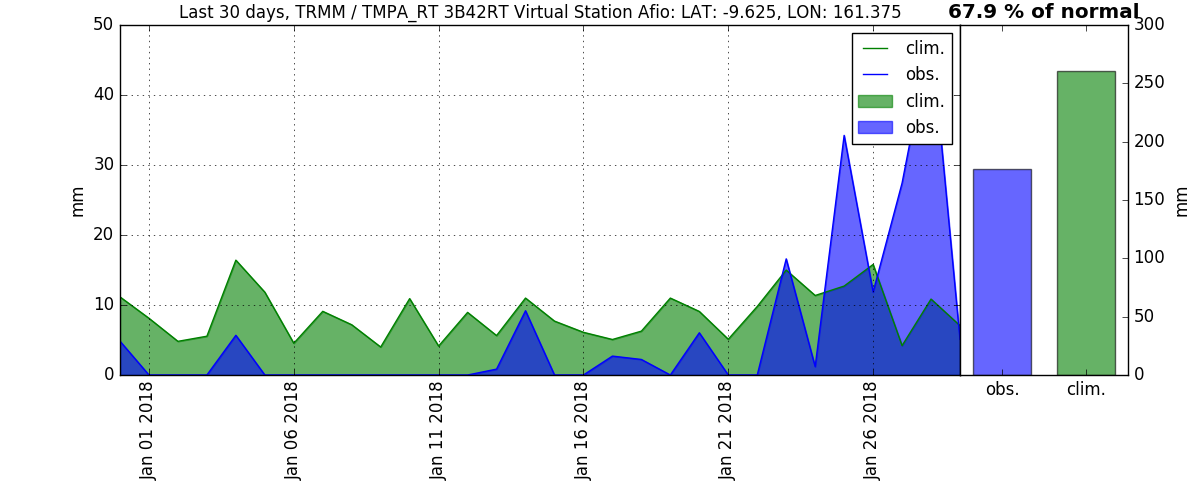 Last 30 days, TRMM / TMPA_RT 3B42RT Virtual Station Afio: LAT: -9.625, LON: 161.375
67.9 % of normal
50
40
30
20
10
0
mm
clim.
obs.
clim.
obs.
300
250
200
150
100
50
0
mm
Jan 01 2018
Jan 06 2018
Jan 11 2018
Jan 16 2018
Jan 21 2018
Jan 26 2018
obs.
clim.